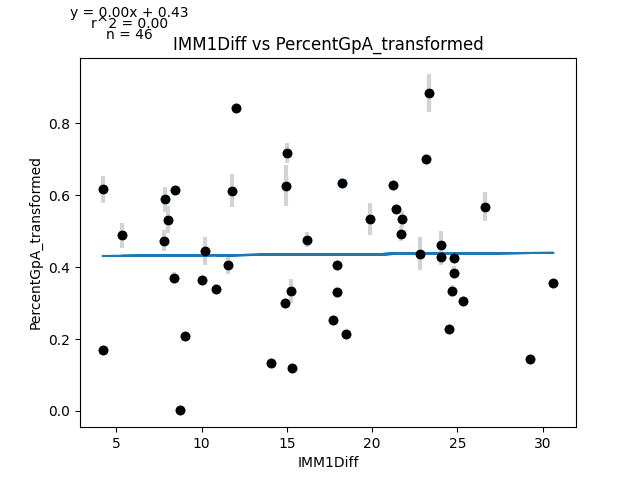 y = 0.00x + 0.43
r^2 = 0.00
n = 46
IMM1Diff vs PercentGpA_transformed
PercentGpA_transformed
0.8
0.6
0.4
0.2
0.0
5 10 15 20 25 30
IMM1Diff